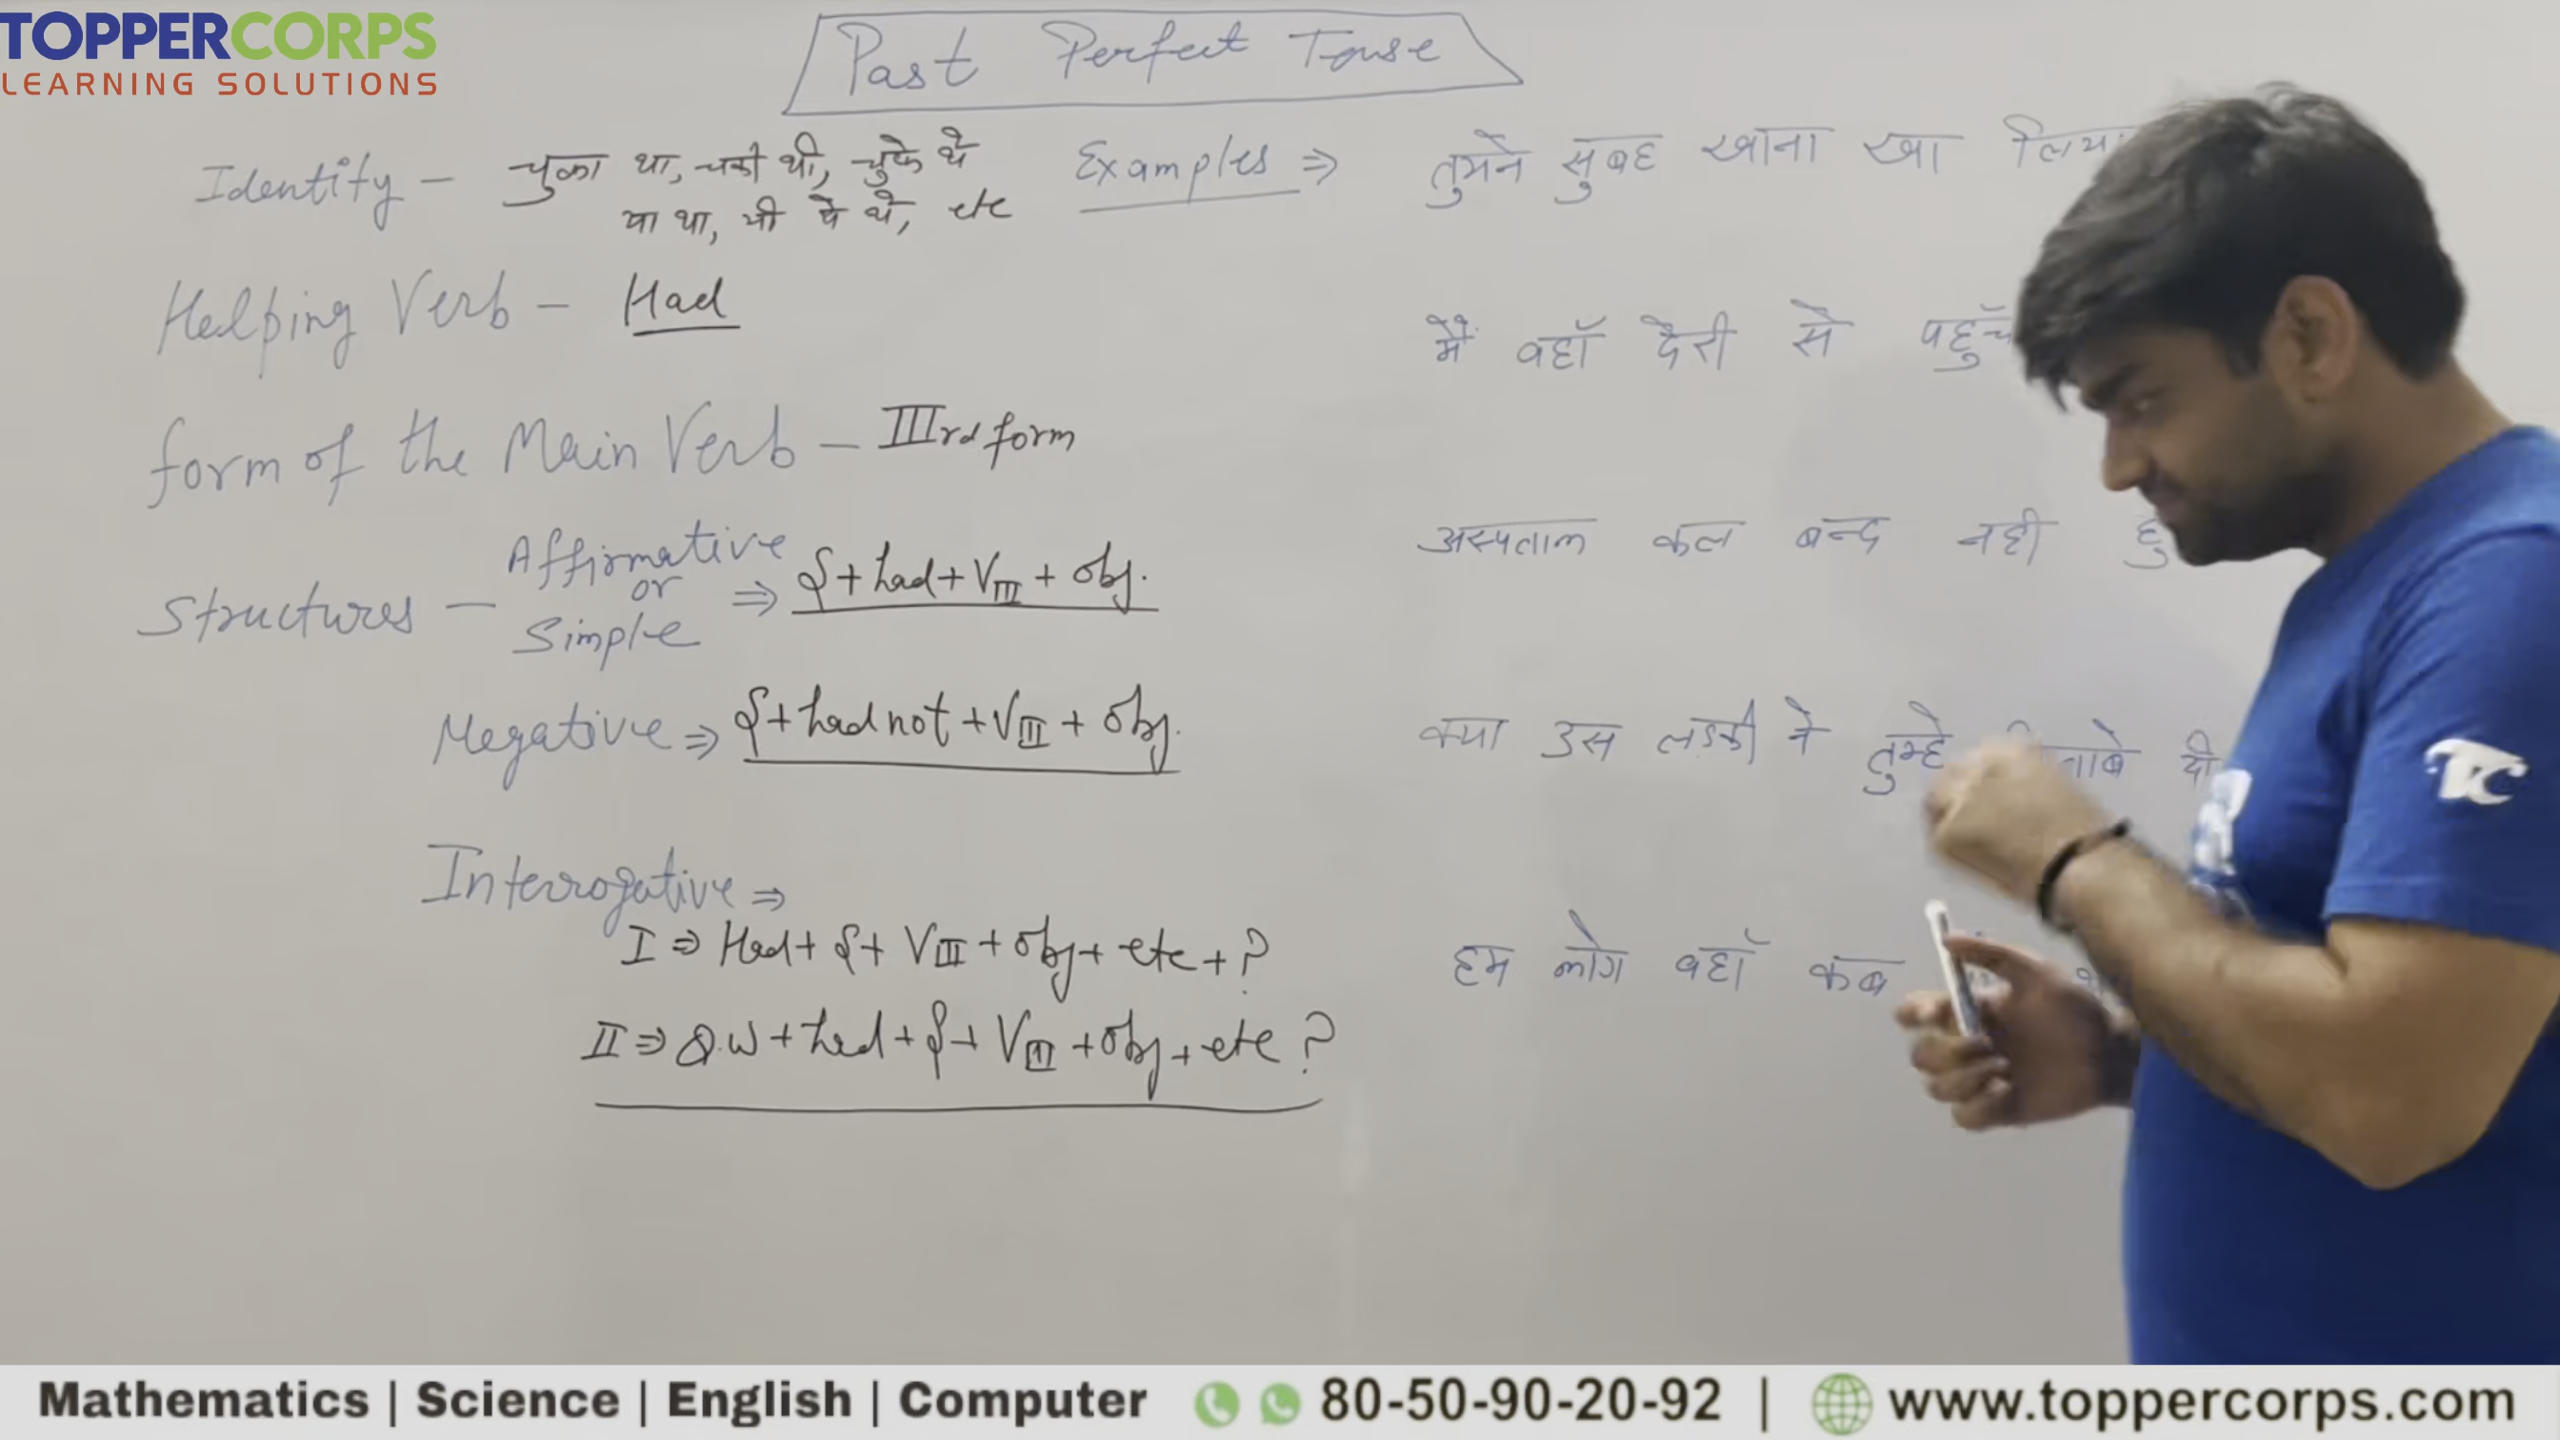 TOPPERCORPS
LEARNING SOLUTIONS
Past Perfect Tense
Identify - चुका था, चुकी थी, चुके थे
या था, यी थे, etc
Helping Verb - Had
form of the Main Verb - IIIrd form
Structures - Affirmative or Simple ⇒ S + had + VIII + obj.
Negative ⇒ S + had not + VIII + obj.
Interrogative ⇒
I ⇒ Had + S + VIII + obj + etc + ?
II ⇒ Q.W + had + S + VIII + obj + etc ?
Examples ⇒ तुमने सुबह खाना खा लिया
मैं वहाँ देरी से पहुँच
अस्पताल कल बन्द नही हु
क्या उस लडकी ने तुम्हे दी
हम लोग वहाँ कब
TC
Mathematics | Science | English | Computer 80-50-90-20-92 | www.toppercorps.com